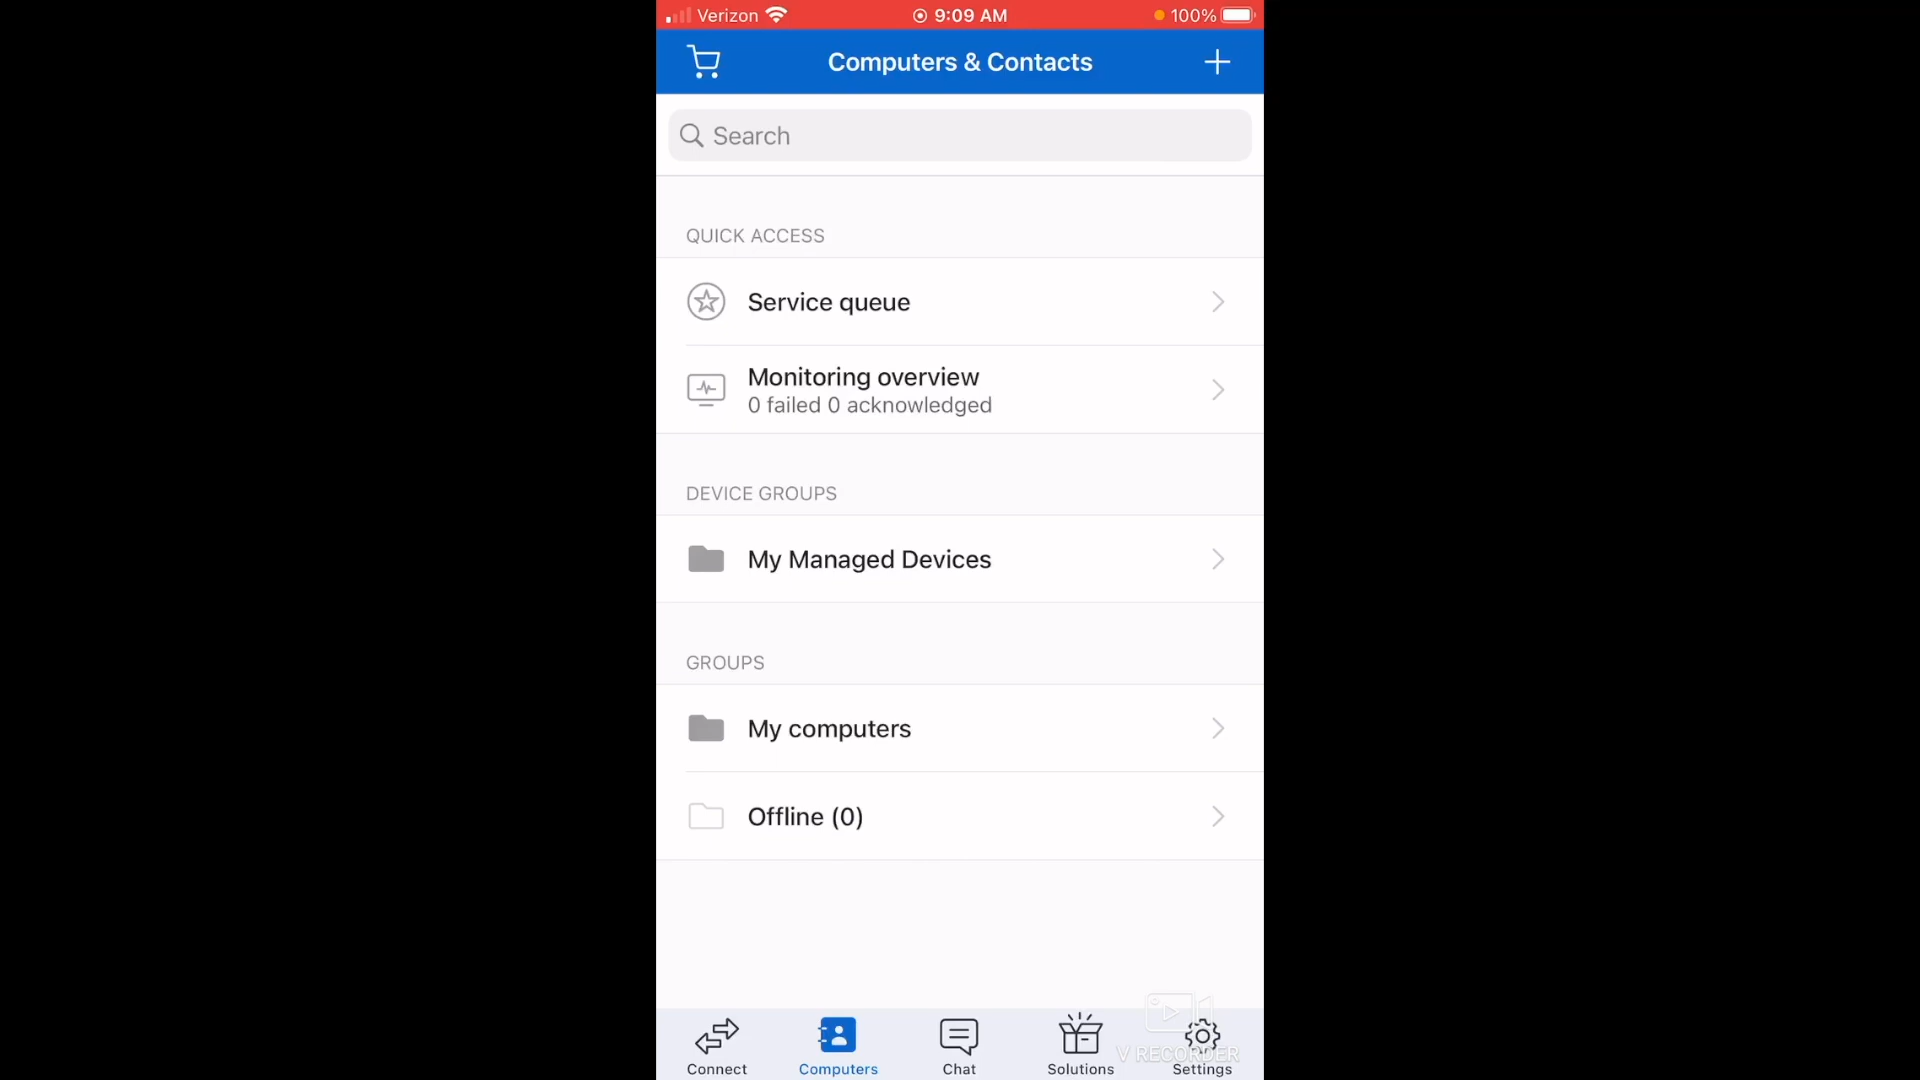 Verizon 9:09 AM 100%
Computers & Contacts
Search
QUICK ACCESS
Service queue
Monitoring overview
0 failed 0 acknowledged
DEVICE GROUPS
My Managed Devices
GROUPS
My computers
Offline (0)
V RECORDER
Connect Computers Chat Solutions Settings